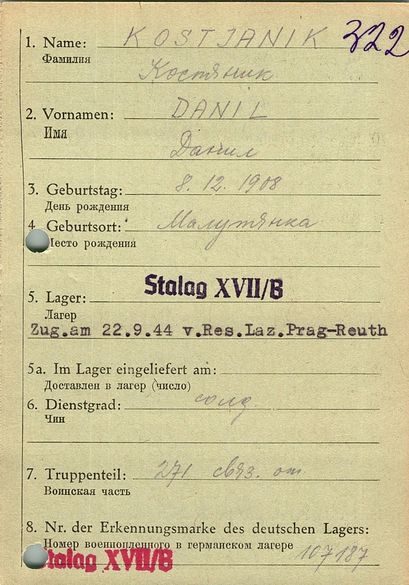 322
1. Name: KOSTJANIK
Фамилия
Костяник
2. Vornamen: DANIL
Имя
Данил
3. Geburtstag: 8. 12. 1908
День рождения
4. Geburtsort: Малутянка
Место рождения
5. Lager: Stalag XVII/B
Лагерь
Zug.am 22.9.44 v.Res.Laz.Prag-Reuth
5a. Im Lager eingeliefert am:
Доставлен в лагерь (число)
6. Dienstgrad: солд
Чин
7. Truppenteil: 271 связ. от.
Воинская часть
8. Nr. der Erkennungsmarke des deutschen Lagers:
Номер военнопленного в германском лагере 107187
Stalag XVII/B